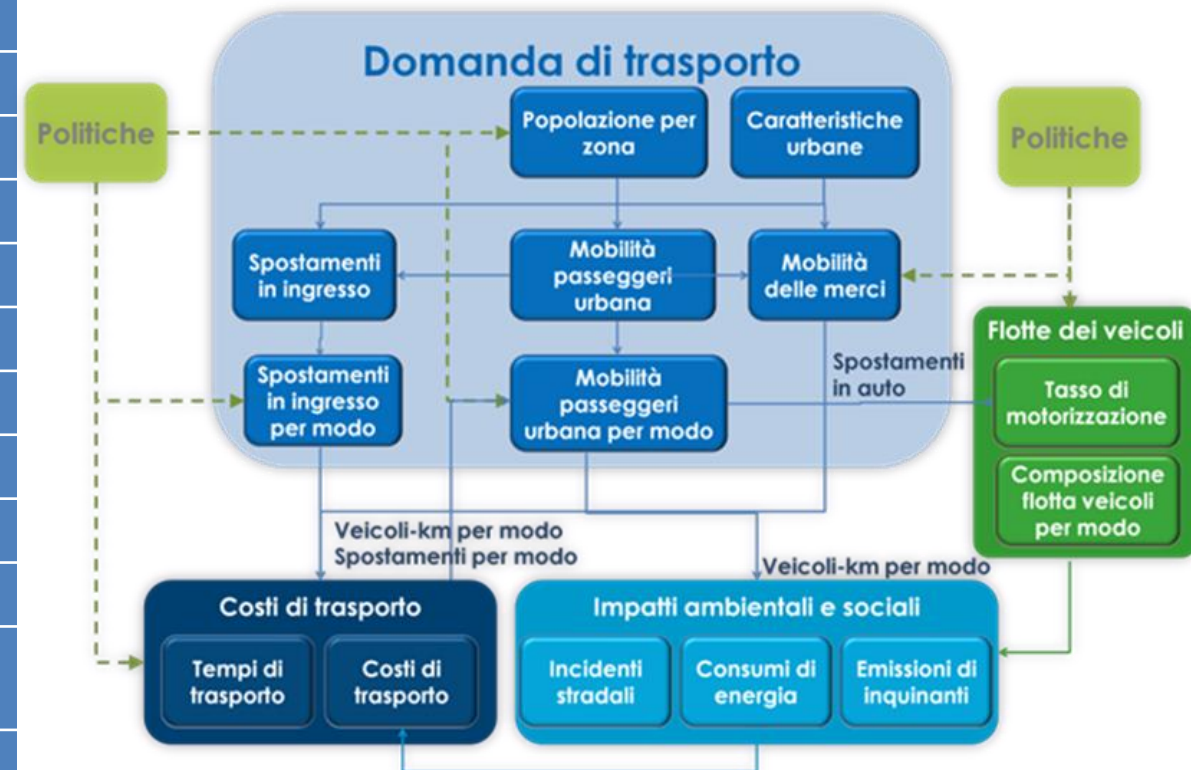 Domanda di trasporto
Politiche
Popolazione per
zona
Caratteristiche
urbane
Politiche
Spostamenti
in ingresso
Mobilità
passeggeri
urbana
Mobilità
delle merci
Flotte dei veicoli
Spostamenti
in auto
Spostamenti
in ingresso
per modo
Mobilità
passeggeri
urbana per modo
Tasso di
motorizzazione
Composizione
flotta veicoli
per modo
Veicoli-km per modo
Spostamenti per modo
Veicoli-km per modo
Costi di trasporto
Tempi di
trasporto
Costi di
trasporto
Impatti ambientali e sociali
Incidenti
stradali
Consumi di
energia
Emissioni di
inquinanti